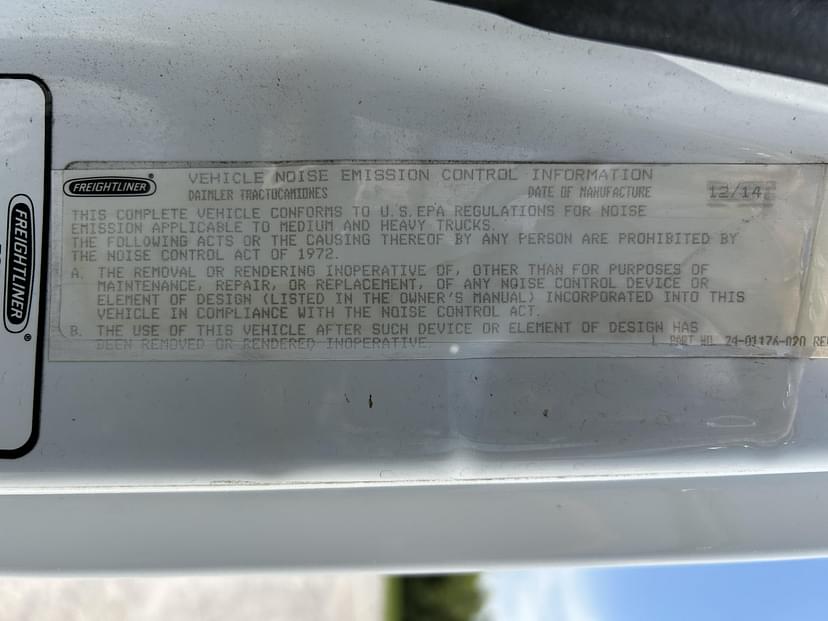 FREIGHTLINER
VEHICLE NOISE EMISSION CONTROL INFORMATION
DAIMLER TRACTOCAMIONES DATE OF MANUFACTURE 12/14
THIS COMPLETE VEHICLE CONFORMS TO U.S. EPA REGULATIONS FOR NOISE
EMISSION APPLICABLE TO MEDIUM AND HEAVY TRUCKS.
THE FOLLOWING ACTS OR THE CAUSING THEREOF BY ANY PERSON ARE PROHIBITED BY
THE NOISE CONTROL ACT OF 1972.
A. THE REMOVAL OR RENDERING INOPERATIVE OF, OTHER THAN FOR PURPOSES OF
MAINTENANCE, REPAIR, OR REPLACEMENT, OF ANY NOISE CONTROL DEVICE OR
ELEMENT OF DESIGN (LISTED IN THE OWNER'S MANUAL) INCORPORATED INTO THIS
VEHICLE IN COMPLIANCE WITH THE NOISE CONTROL ACT.
B. THE USE OF THIS VEHICLE AFTER SUCH DEVICE OR ELEMENT OF DESIGN HAS
BEEN REMOVED OR RENDERED INOPERATIVE.
PART NO. 24-01176-020 REV
FREIGHTLINER